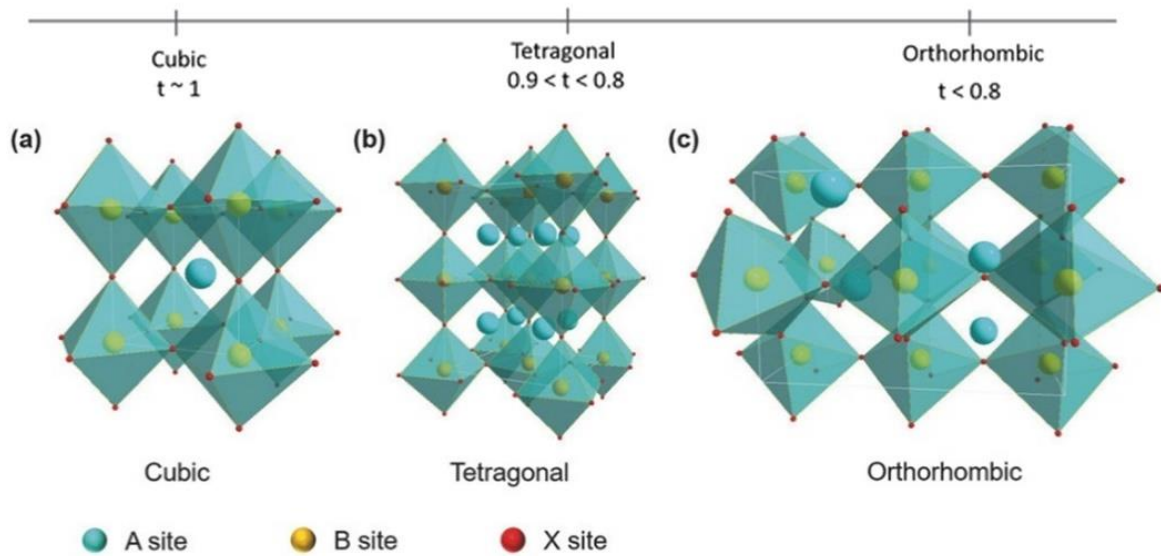 Cubic
t ~ 1
Tetragonal
0.9 < t < 0.8
Orthorhombic
t < 0.8
(a)
(b)
(c)
Cubic
Tetragonal
Orthorhombic
A site
B site
X site